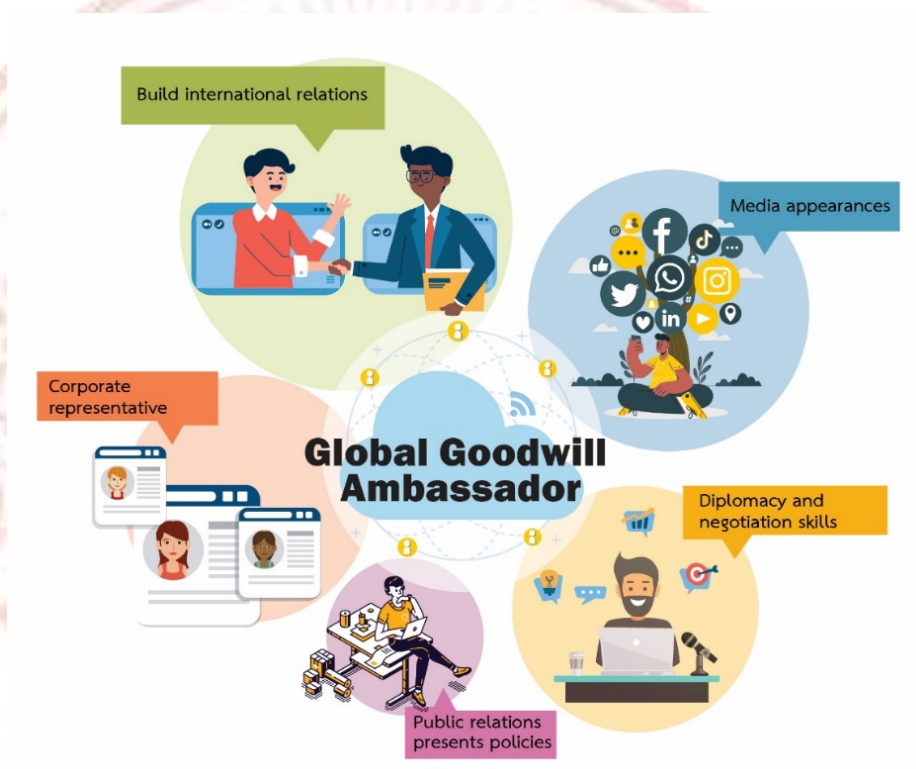 Build international relations
Media appearances
Corporate
representative
Global Goodwill
Ambassador
Diplomacy and
negotiation skills
Public relations
presents policies